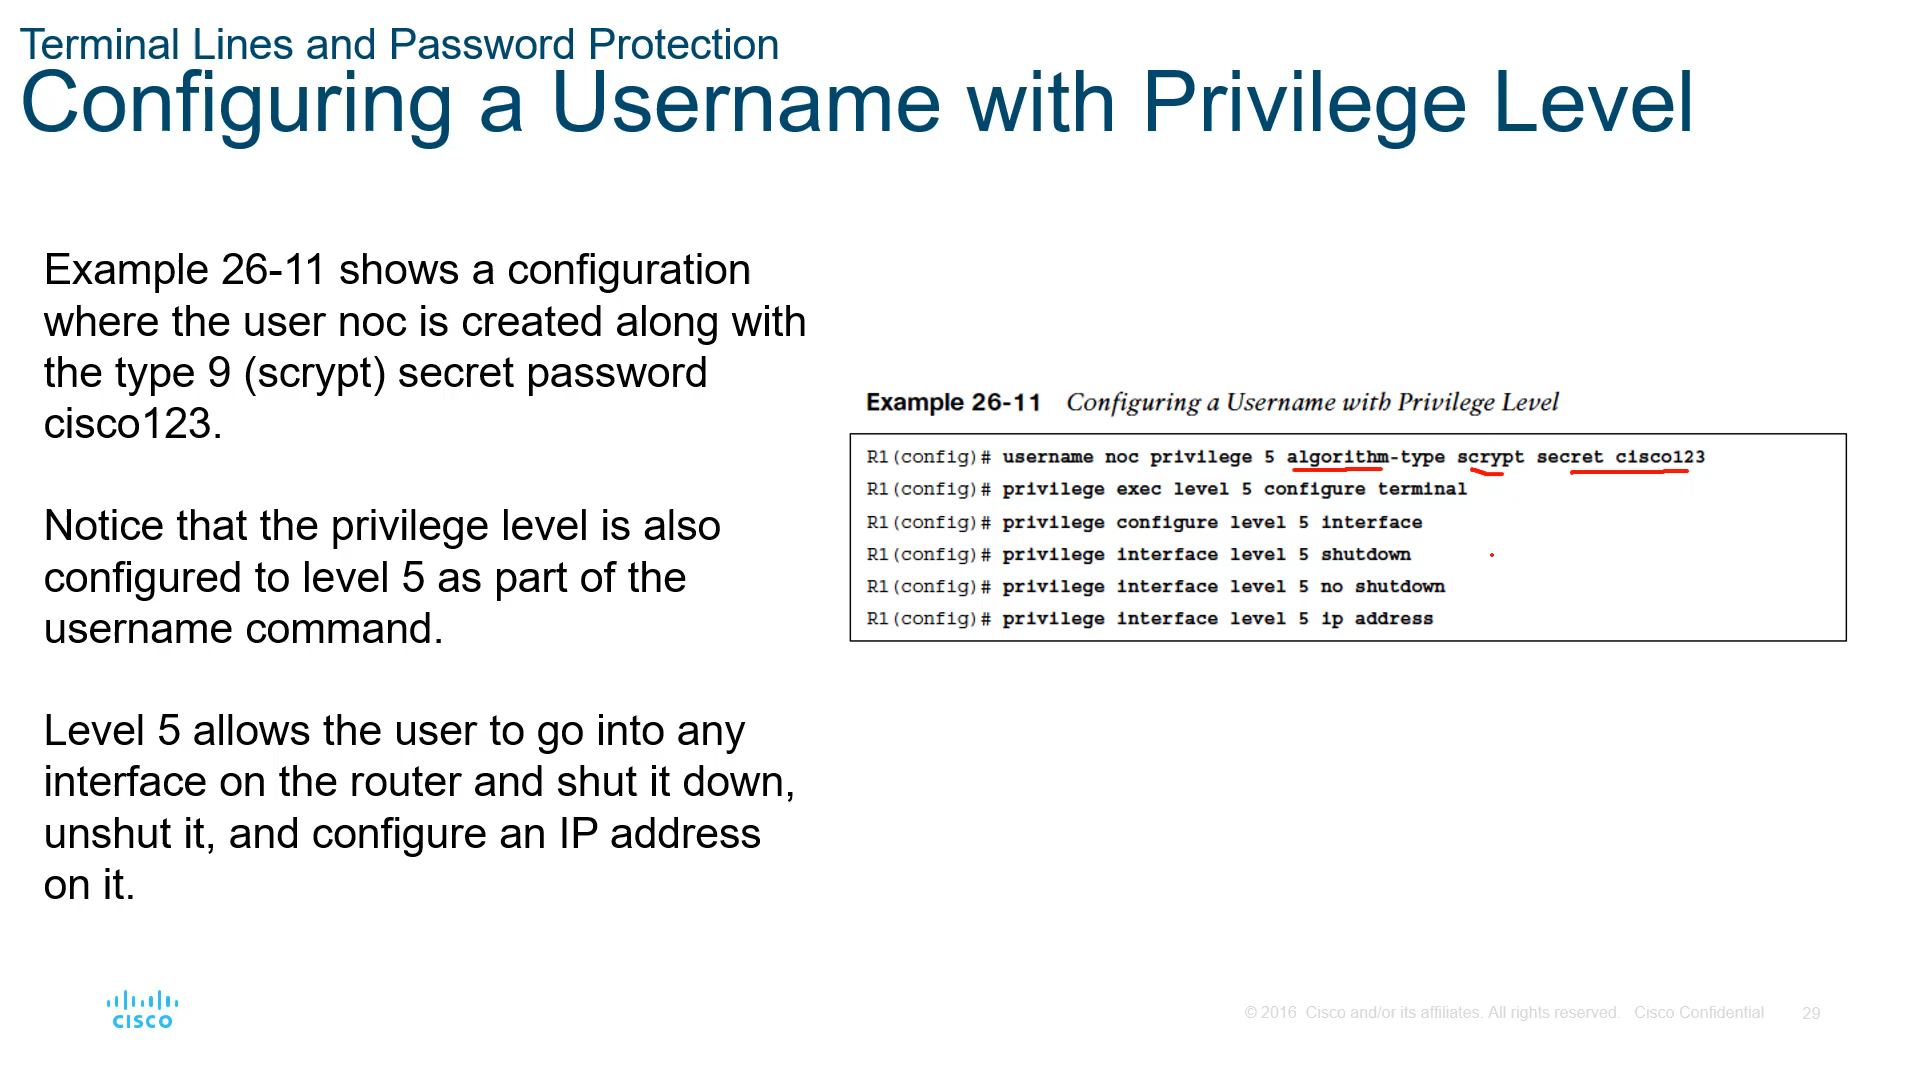 Terminal Lines and Password Protection
Configuring a Username with Privilege Level
Example 26-11 shows a configuration
where the user noc is created along with
the type 9 (scrypt) secret password
cisco123.
Notice that the privilege level is also
configured to level 5 as part of the
username command.
Level 5 allows the user to go into any
interface on the router and shut it down,
unshut it, and configure an IP address
on it.
Example 26-11 Configuring a Username with Privilege Level
R1(config)# username noc privilege 5 algorithm-type scrypt secret cisco123
R1(config)# privilege exec level 5 configure terminal
R1(config)# privilege configure level 5 interface
R1(config)# privilege interface level 5 shutdown
R1(config)# privilege interface level 5 no shutdown
R1(config)# privilege interface level 5 ip address
CISCO
© 2016 Cisco and/or its affiliates. All rights reserved. Cisco Confidential 29